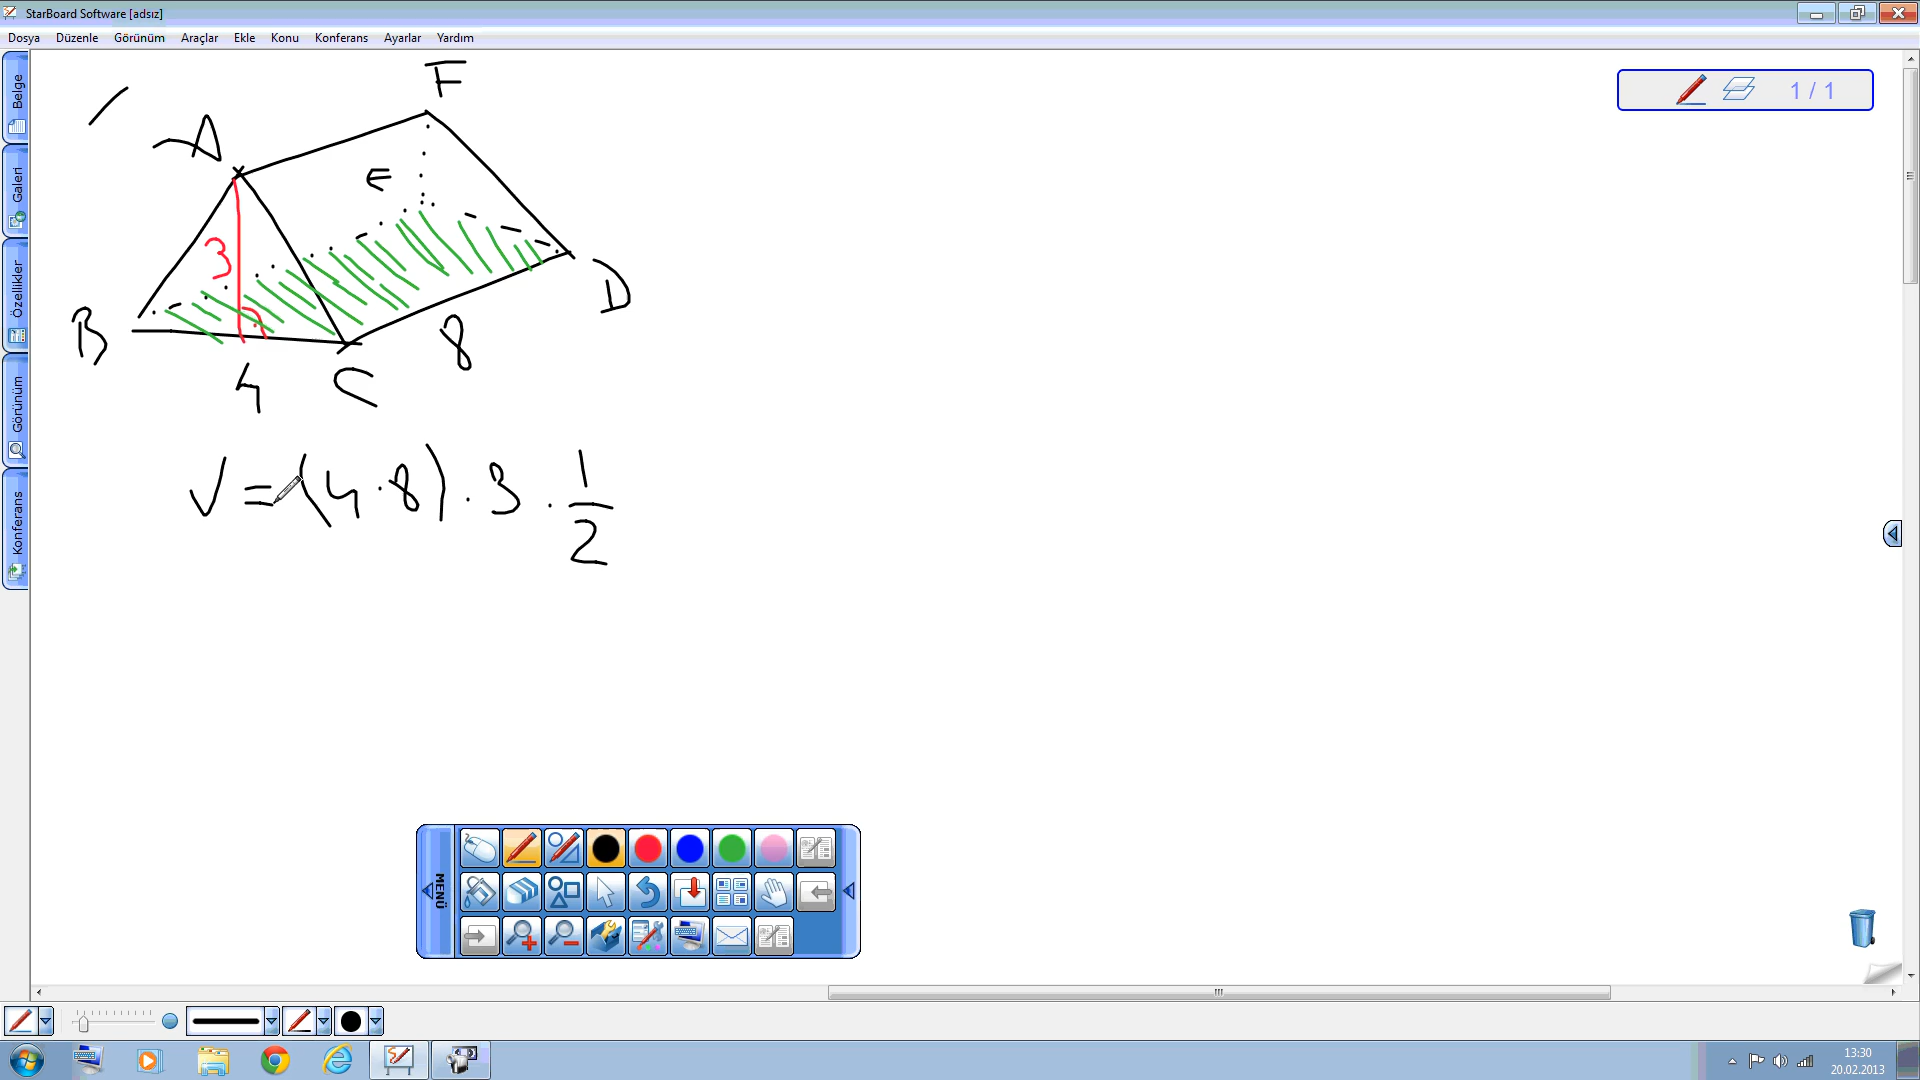 StarBoard Software [adsız]
Dosya Düzenle Görünüm Araçlar Ekle Konu Konferans Ayarlar Yardım
Belge
Galeri
Özellikler
Görünüm
Konferans
1 / 1
F
A
E
3
D
B
8
4
C
V = (4 · 8) · 3 · 1/2
MENÜ
13:30
20.02.2013